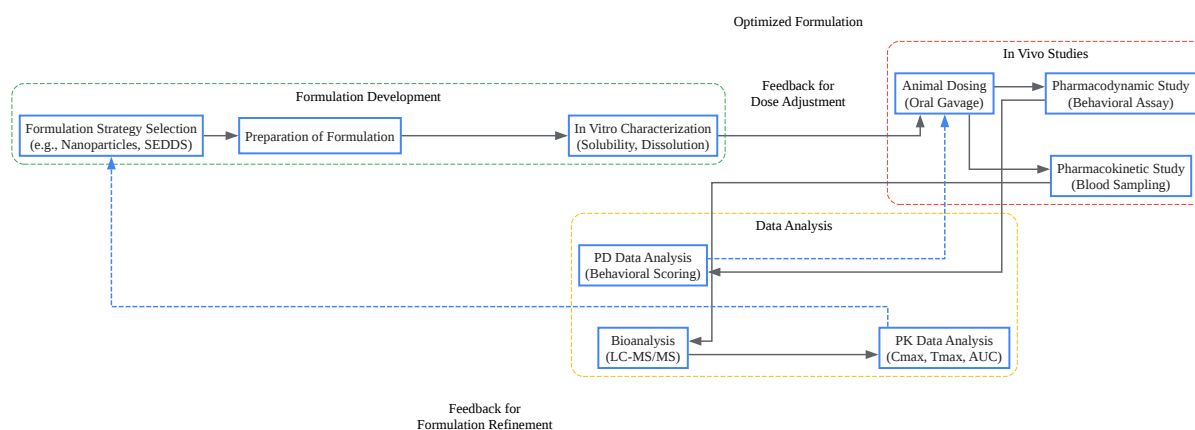 Optimized Formulation
In Vivo Studies
Formulation Development
Feedback for
Dose Adjustment
Animal Dosing
(Oral Gavage)
Pharmacodynamic Study
(Behavioral Assay)
Formulation Strategy Selection
(e.g., Nanoparticles, SEDDS)
Preparation of Formulation
In Vitro Characterization
(Solubility, Dissolution)
Pharmacokinetic Study
(Blood Sampling)
Data Analysis
PD Data Analysis
(Behavioral Scoring)
Bioanalysis
(LC-MS/MS)
PK Data Analysis
(Cmax, Tmax, AUC)
Feedback for
Formulation Refinement